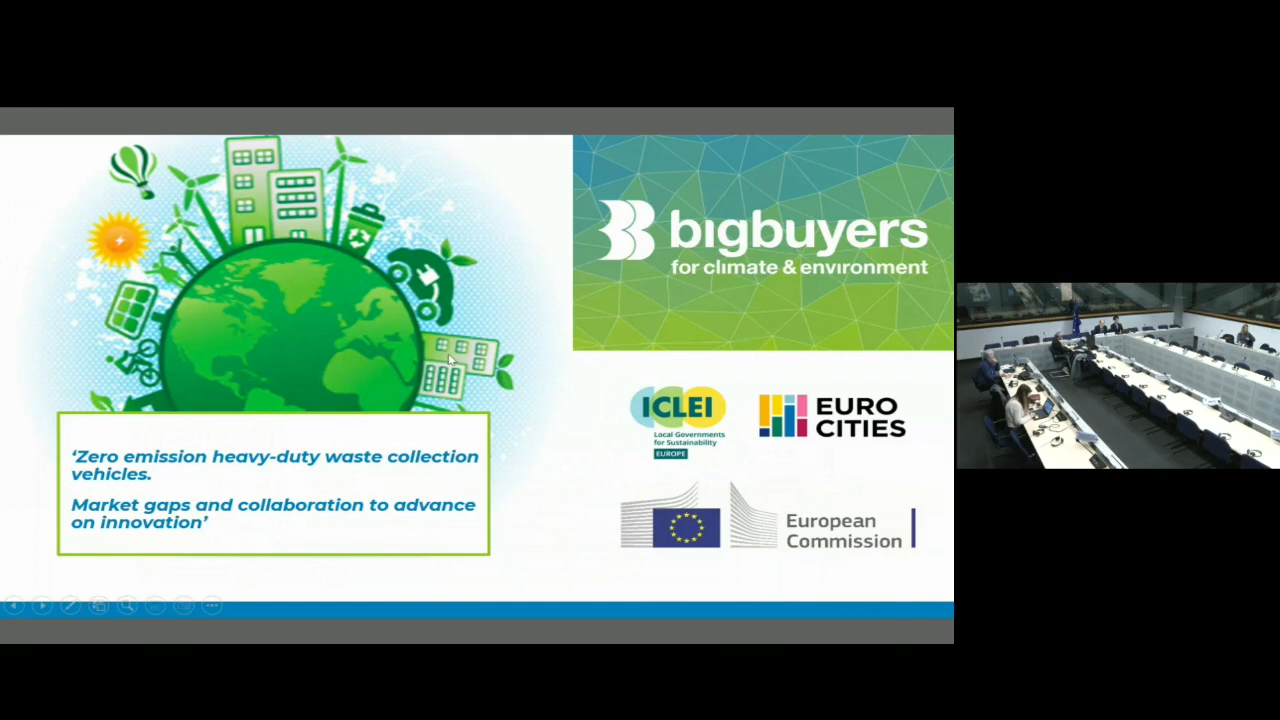 bigbuyers
for climate & environment
ICLEI
Local Governments
for Sustainability
EUROPE
EURO
CITIES
‘Zero emission heavy-duty waste collection
vehicles.
Market gaps and collaboration to advance
on innovation’
European
Commission